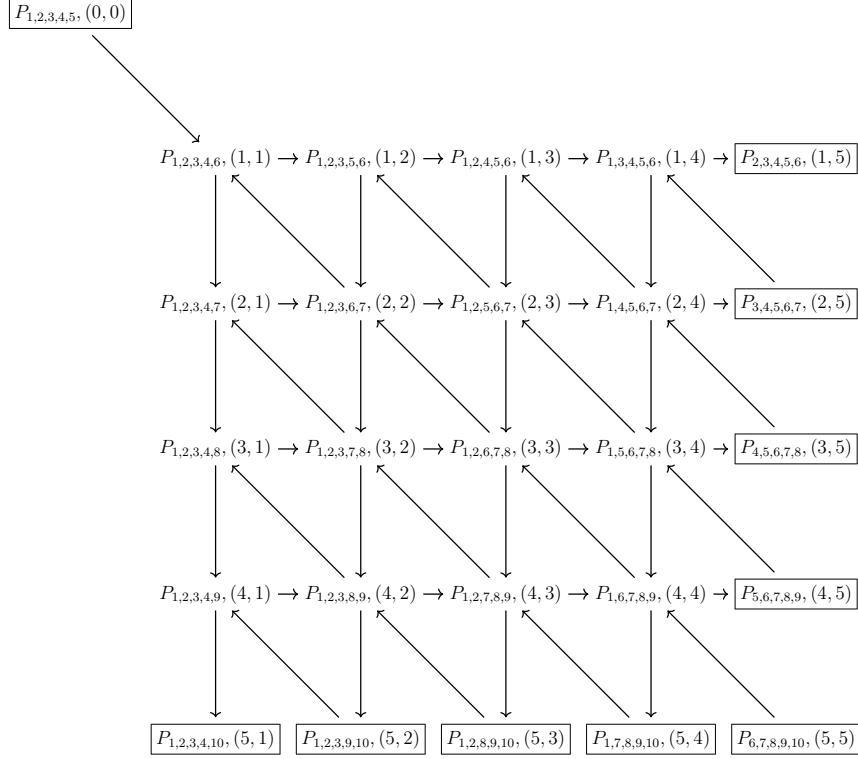 P_{1,2,3,4,5}, (0, 0)
P_{1,2,3,4,6}, (1, 1) → P_{1,2,3,5,6}, (1, 2) → P_{1,2,4,5,6}, (1, 3) → P_{1,3,4,5,6}, (1, 4) → P_{2,3,4,5,6}, (1, 5)
P_{1,2,3,4,7}, (2, 1) → P_{1,2,3,6,7}, (2, 2) → P_{1,2,5,6,7}, (2, 3) → P_{1,4,5,6,7}, (2, 4) → P_{3,4,5,6,7}, (2, 5)
P_{1,2,3,4,8}, (3, 1) → P_{1,2,3,7,8}, (3, 2) → P_{1,2,6,7,8}, (3, 3) → P_{1,5,6,7,8}, (3, 4) → P_{4,5,6,7,8}, (3, 5)
P_{1,2,3,4,9}, (4, 1) → P_{1,2,3,8,9}, (4, 2) → P_{1,2,7,8,9}, (4, 3) → P_{1,6,7,8,9}, (4, 4) → P_{5,6,7,8,9}, (4, 5)
P_{1,2,3,4,10}, (5, 1) P_{1,2,3,9,10}, (5, 2) P_{1,2,8,9,10}, (5, 3) P_{1,7,8,9,10}, (5, 4) P_{6,7,8,9,10}, (5, 5)